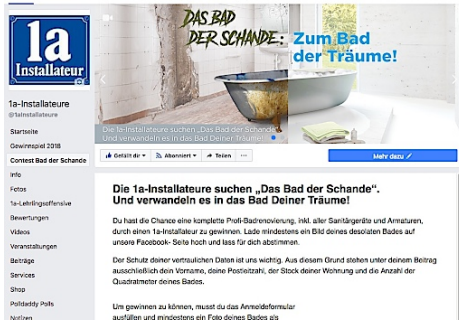 1a
Installateur
DAS BAD
DER SCHANDE:
Zum Bad
der Träume!
Die 1a-Installateure suchen „Das Bad der Schande“.
Und verwandeln es in das Bad Deiner Träume!
1a-Installateure
@1aInstallateure
Startseite
Gewinnspiel 2018
Contest Bad der Schande
Info
Fotos
1a-Lehrlingsoffensive
Bewertungen
Videos
Veranstaltungen
Beiträge
Services
Shop
Polldaddy Polls
Notizen
Gefällt dir
Abonniert
Teilen
Mehr dazu
Die 1a-Installateure suchen „Das Bad der Schande“.
Und verwandeln es in das Bad Deiner Träume!
Du hast die Chance eine komplette Profi-Badrenovierung, inkl. aller Sanitärgeräte und Armaturen,
durch einen 1a-Installateur zu gewinnen. Lade mindestens ein Bild deines desolaten Bades auf
unsere Facebook- Seite hoch und lass für dich abstimmen.
Der Schutz deiner vertraulichen Daten ist uns wichtig. Aus diesem Grund stehen unter deinem Beitrag
ausschließlich dein Vorname, deine Postleitzahl, der Stock deiner Wohnung und die Anzahl der
Quadratmeter deines Bades.
Um gewinnen zu können, musst du das Anmeldeformular
ausfüllen und mindestens ein Foto deines Bades als